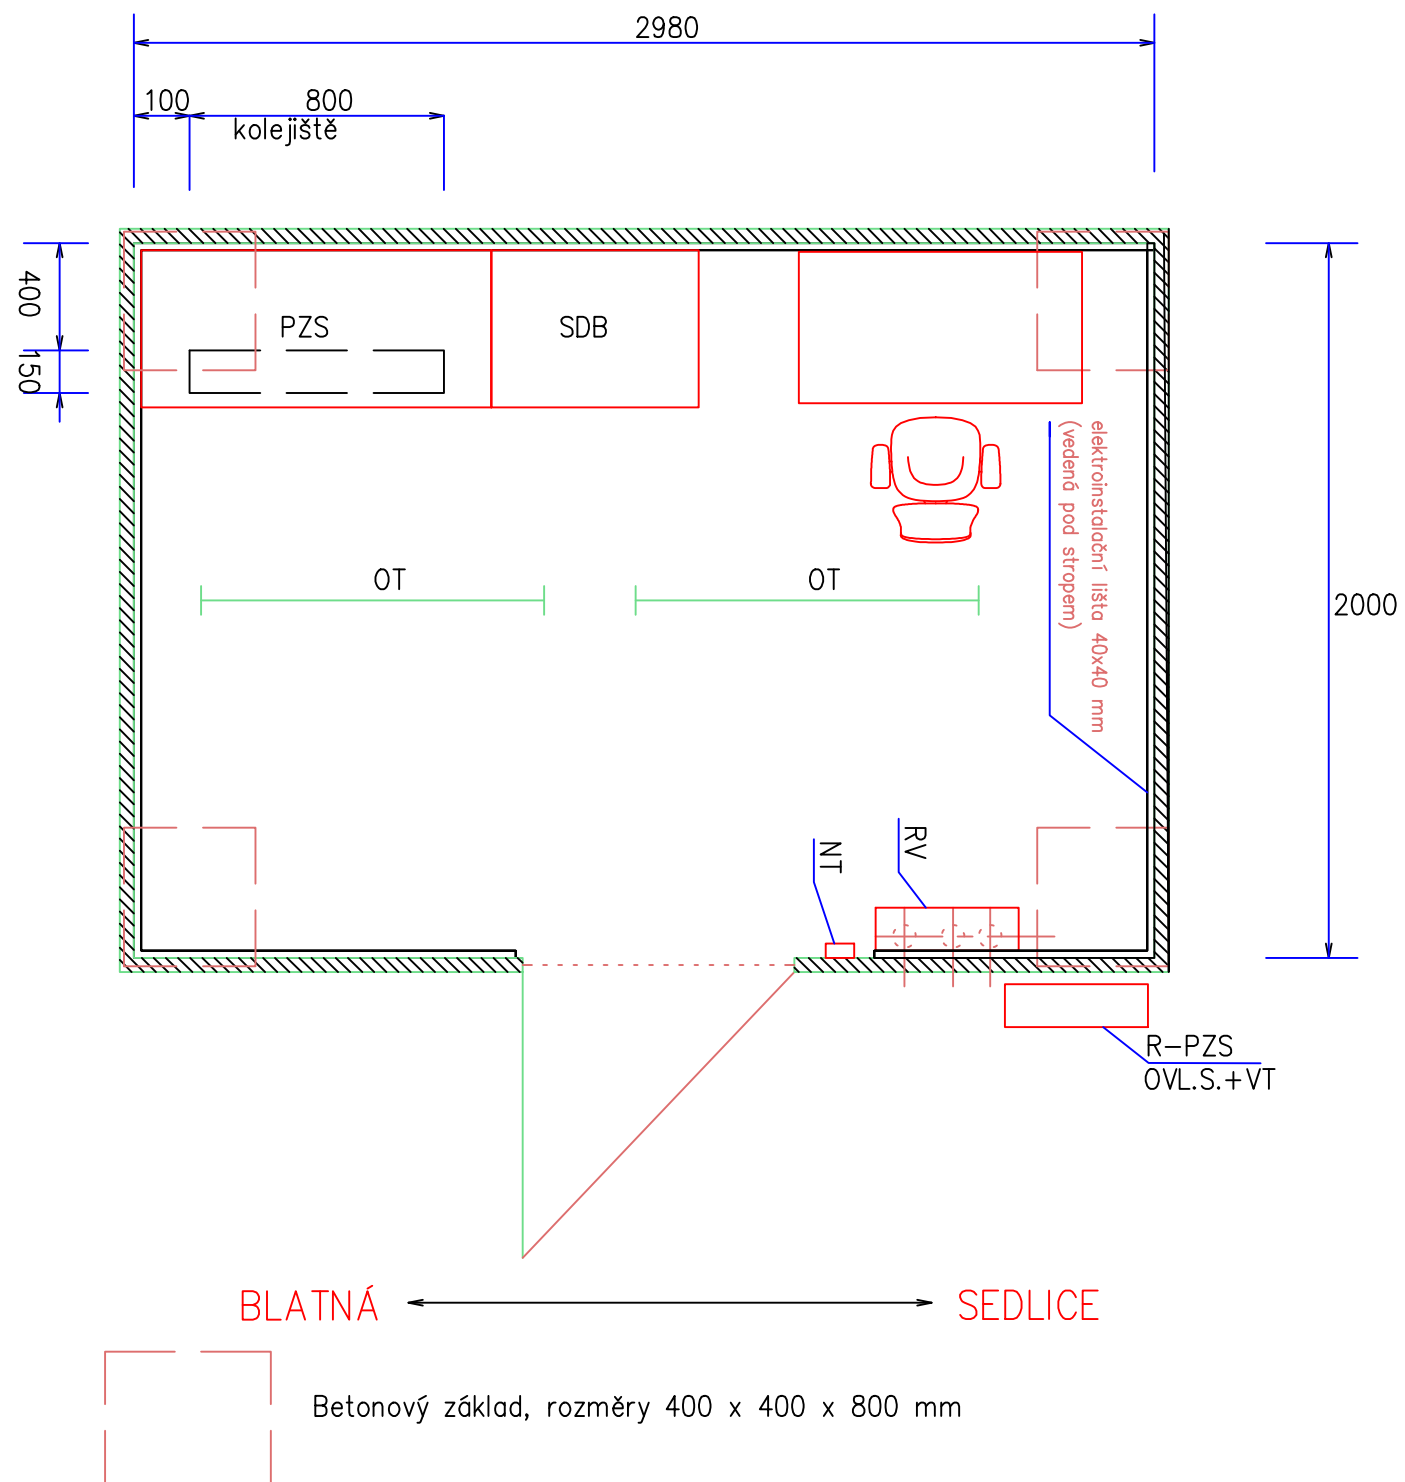 2980
100
800
kolejiště
400
150
PZS
SDB
elektroinstalační lišta 40x40 mm
(vedená pod stropem)
OT
OT
2000
NT
RV
R-PZS
OVL.S.+VT
BLATNÁ
SEDLICE
Betonový základ, rozměry 400 x 400 x 800 mm